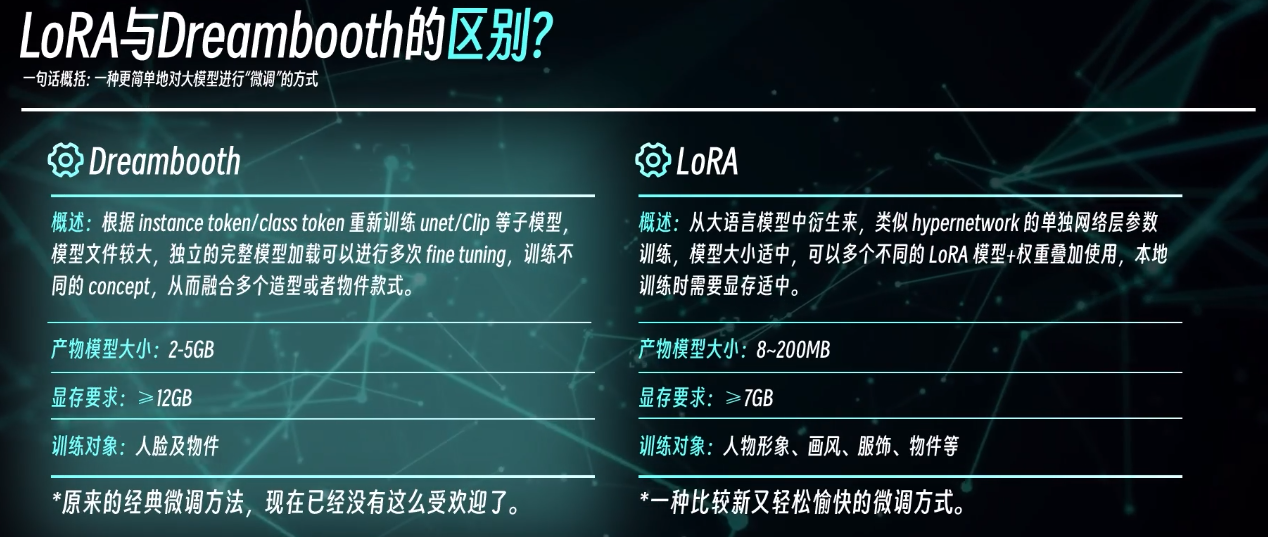 LoRA与Dreambooth的区别?
一句话概括：一种更简单地对大模型进行“微调”的方式
Dreambooth
概述：根据 instance token/class token 重新训练 unet/Clip 等子模型，
模型文件较大，独立的完整模型加载可以进行多次 fine tuning，训练不
同的 concept，从而融合多个造型或者物件款式。
产物模型大小：2-5GB
显存要求：≥12GB
训练对象：人脸及物件
*原来的经典微调方法，现在已经没有这么受欢迎了。
LoRA
概述：从大语言模型中衍生来，类似 hypernetwork 的单独网络层参数
训练，模型大小适中，可以多个不同的 LoRA 模型+权重叠加使用，本地
训练时需要显存适中。
产物模型大小：8~200MB
显存要求：≥7GB
训练对象：人物形象、画风、服饰、物件等
*一种比较新又轻松愉快的微调方式。